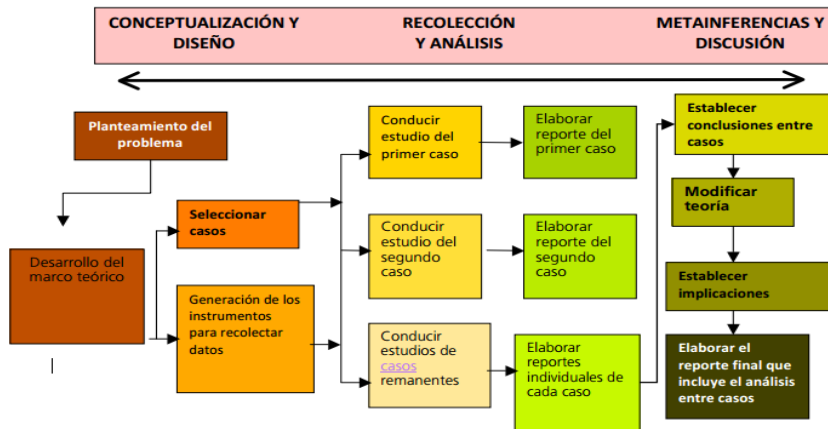 CONCEPTUALIZACIÓN Y
DISEÑO
RECOLECCIÓN
Y ANÁLISIS
METAINFERENCIAS Y
DISCUSIÓN
Planteamiento del
problema
Desarrollo del
marco teórico
Seleccionar
casos
Generación de los
instrumentos
para recolectar
datos
Conducir
estudio del
primer caso
Elaborar
reporte del
primer caso
Conducir
estudio del
segundo
caso
Elaborar
reporte del
segundo
caso
Conducir
estudios de
casos
remanentes
Elaborar
reportes
individuales de
cada caso
Establecer
conclusiones entre
casos
Modificar
teoría
Establecer
implicaciones
Elaborar el
reporte final que
incluye el análisis
entre casos